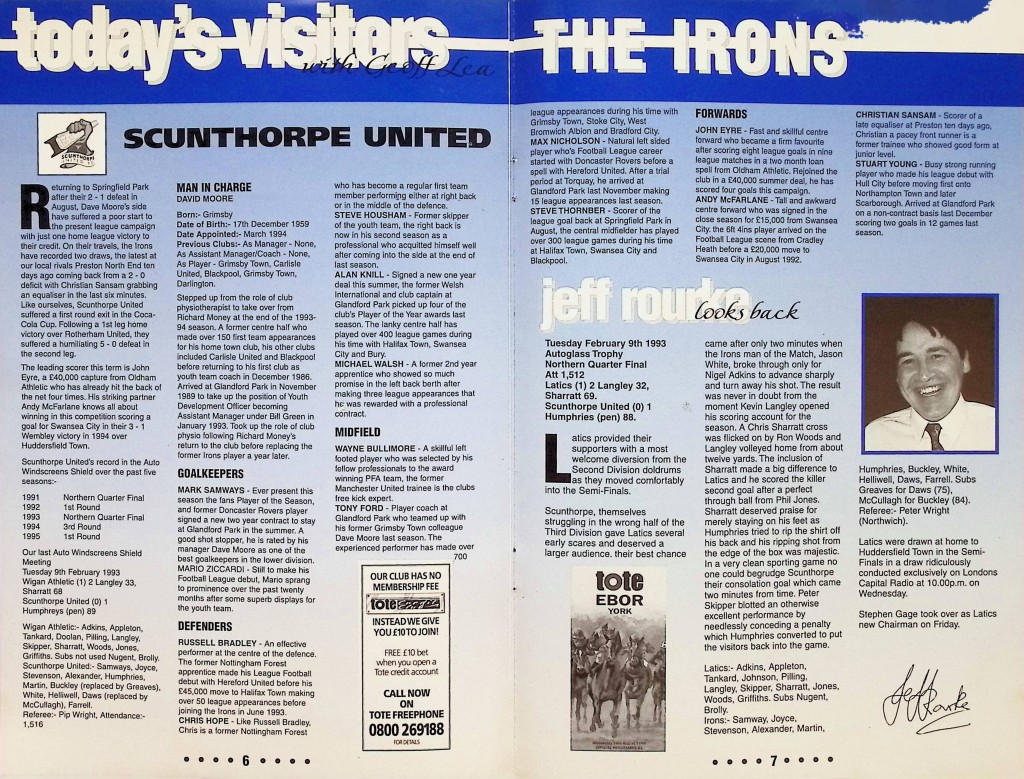 today's visitors
with Geoff Lea
SCUNTHORPE UNITED
SCUNTHORPE
UNITED
Returning to Springfield Park
after their 2 - 1 defeat in
August, Dave Moore's side
have suffered a poor start to
the present league campaign
with just one home league victory to
their credit. On their travels, the Irons
have recorded two draws, the latest at
our local rivals Preston North End ten
days ago coming back from a 2 - 0
deficit with Christian Sansam grabbing
an equaliser in the last six minutes.
Like ourselves, Scunthorpe United
suffered a first round exit in the Coca-
Cola Cup. Following a 1st leg home
victory over Rotherham United, they
suffered a humiliating 5 - 0 defeat in
the second leg.
The leading scorer this term is John
Eyre, a £40,000 capture from Oldham
Athletic who has already hit the back of
the net four times. His striking partner
Andy McFarlane knows all about
winning in this competition scoring a
goal for Swansea City in their 3 - 1
Wembley victory in 1994 over
Huddersfield Town.
Scunthorpe United's record in the Auto
Windscreens Shield over the past five
seasons:-
1991 Northern Quarter Final
1992 1st Round
1993 Northern Quarter Final
1994 3rd Round
1995 1st Round
Our last Auto Windscreens Shield
Meeting
Tuesday 9th February 1993
Wigan Athletic (1) 2 Langley 33,
Sharratt 68
Scunthorpe United (0) 1
Humphreys (pen) 89
Wigan Athletic:- Adkins, Appleton,
Tankard, Doolan, Pilling, Langley,
Skipper, Sharratt, Woods, Jones,
Griffiths. Subs not used Nugent, Brolly.
Scunthorpe United:- Samways, Joyce,
Stevenson, Alexander, Humphries,
Martin, Buckley (replaced by Greaves),
White, Helliwell, Daws (replaced by
McCullagh), Farrell.
Referee:- Pip Wright, Attendance:-
1,516
MAN IN CHARGE
DAVID MOORE
Born:- Grimsby
Date of Birth:- 17th December 1959
Date Appointed:- March 1994
Previous Clubs:- As Manager - None,
As Assistant Manager/Coach - None,
As Player - Grimsby Town, Carlisle
United, Blackpool, Grimsby Town,
Darlington.
Stepped up from the role of club
physiotherapist to take over from
Richard Money at the end of the 1993-
94 season. A former centre half who
made over 150 first team appearances
for his home town club, his other clubs
included Carlisle United and Blackpool
before returning to his first club as
youth team coach in December 1986.
Arrived at Glandford Park in November
1989 to take up the position of Youth
Development Officer becoming
Assistant Manager under Bill Green in
January 1993. Took up the role of club
physio following Richard Money's
return to the club before replacing the
former Irons player a year later.
GOALKEEPERS
MARK SAMWAYS - Ever present this
season the fans Player of the Season,
and former Doncaster Rovers player
signed a new two year contract to stay
at Glandford Park in the summer. A
good shot stopper, he is rated by his
manager Dave Moore as one of the
best goalkeepers in the lower division.
MARIO ZICCARDI - Still to make his
Football League debut, Mario sprang
to prominence over the past twenty
months after some superb displays for
the youth team.
DEFENDERS
RUSSELL BRADLEY - An effective
performer at the centre of the defence.
The former Nottingham Forest
apprentice made his League Football
debut with Hereford United before his
£45,000 move to Halifax Town making
over 50 league appearances before
joining the Irons in June 1993.
CHRIS HOPE - Like Russell Bradley,
Chris is a former Nottingham Forest
who has become a regular first team
member performing either at right back
or in the middle of the defence.
STEVE HOUSHAM - Former skipper
of the youth team, the right back is
now in his second season as a
professional who acquitted himself well
after coming into the side at the end of
last season.
ALAN KNILL - Signed a new one year
deal this summer, the former Welsh
International and club captain at
Glandford Park picked up four of the
club's Player of the Year awards last
season. The lanky centre half has
played over 400 league games during
his time with Halifax Town, Swansea
City and Bury.
MICHAEL WALSH - A former 2nd year
apprentice who showed so much
promise in the left back berth after
making three league appearances that
he was rewarded with a professional
contract.
MIDFIELD
WAYNE BULLIMORE - A skillful left
footed player who was selected by his
fellow professionals to the award
winning PFA team, the former
Manchester United trainee is the clubs
free kick expert.
TONY FORD - Player coach at
Glandford Park who teamed up with
his former Grimsby Town colleague
Dave Moore last season. The
experienced performer has made over
700
OUR CLUB HAS NO
MEMBERSHIP FEE
tote
INSTEAD WE GIVE
YOU £10 TO JOIN!
FREE £10 bet
when you open a
Tote credit account
CALL NOW
ON
TOTE FREEPHONE
0800 269188
FOR DETAILS
6
THE IRONS
league appearances during his time with
Grimsby Town, Stoke City, West
Bromwich Albion and Bradford City.
MAX NICHOLSON - Natural left sided
player who's Football League career
started with Doncaster Rovers before a
spell with Hereford United. After a trial
period at Torquay, he arrived at
Glandford Park last November making
15 league appearances last season.
STEVE THORNBER - Scorer of the
league goal back at Springfield Park in
August, the central midfielder has played
over 300 league games during his time
at Halifax Town, Swansea City and
Blackpool.
FORWARDS
JOHN EYRE - Fast and skillful centre
forward who became a firm favourite
after scoring eight league goals in nine
league matches in a two month loan
spell from Oldham Athletic. Rejoined the
club in a £40,000 summer deal, he has
scored four goals this campaign.
ANDY McFARLANE - Tall and awkward
centre forward who was signed in the
close season for £15,000 from Swansea
City. the 6ft 4ins player arrived on the
Football League scene from Cradley
Heath before a £20,000 move to
Swansea City in August 1992.
CHRISTIAN SANSAM - Scorer of a
late equaliser at Preston ten days ago,
Christian a pacey front runner is a
former trainee who showed good form at
junior level.
STUART YOUNG - Busy strong running
player who made his league debut with
Hull City before moving first onto
Northampton Town and later
Scarborough. Arrived at Glandford Park
on a non-contract basis last December
scoring two goals in 12 games last
season.
jeff rourke
looks back
Tuesday February 9th 1993
Autoglass Trophy
Northern Quarter Final
Att 1,512
Latics (1) 2 Langley 32,
Sharratt 69.
Scunthorpe United (0) 1
Humphries (pen) 88.
Latics provided their
supporters with a most
welcome diversion from the
Second Division doldrums
as they moved comfortably
into the Semi-Finals.
Scunthorpe, themselves
struggling in the wrong half of the
Third Division gave Latics several
early scares and deserved a
larger audience. their best chance
came after only two minutes when
the Irons man of the Match, Jason
White, broke through only for
Nigel Adkins to advance sharply
and turn away his shot. The result
was never in doubt from the
moment Kevin Langley opened
his scoring account for the
season. A Chris Sharratt cross
was flicked on by Ron Woods and
Langley volleyed home from about
twelve yards. The inclusion of
Sharratt made a big difference to
Latics and he scored the killer
second goal after a perfect
through ball from Phil Jones.
Sharratt deserved praise for
merely staying on his feet as
Humphries tried to rip the shirt off
his back and his ripping shot from
the edge of the box was majestic.
In a very clean sporting game no
one could begrudge Scunthorpe
their consolation goal which came
two minutes from time. Peter
Skipper blotted an otherwise
excellent performance by
needlessly conceding a penalty
which Humphries converted to put
the visitors back into the game.
Latics:- Adkins, Appleton,
Tankard, Johnson, Pilling,
Langley, Skipper, Sharratt, Jones,
Woods, Griffiths. Subs Nugent,
Brolly.
Irons:- Samway, Joyce,
Stevenson, Alexander, Martin,
Humphries, Buckley, White,
Helliwell, Daws, Farrell. Subs
Greaves for Daws (75),
McCullagh for Buckley (84).
Referee:- Peter Wright
(Northwich).
Latics were drawn at home to
Huddersfield Town in the Semi-
Finals in a draw ridiculously
conducted exclusively on Londons
Capital Radio at 10.00p.m. on
Wednesday.
Stephen Gage took over as Latics
new Chairman on Friday.
Jeff Rourke
tote
EBOR
YORK
7